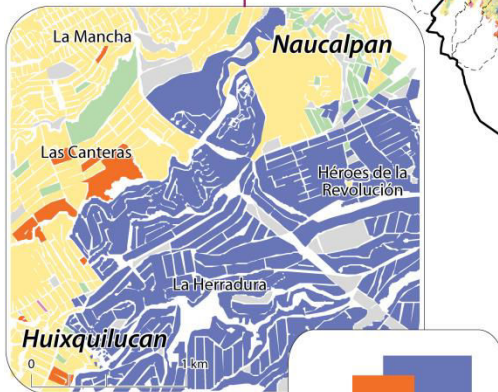 La Mancha
Naucalpan
Las Canteras
Héroes de la
Revolución
La Herradura
Huixquilucan
0
1 km